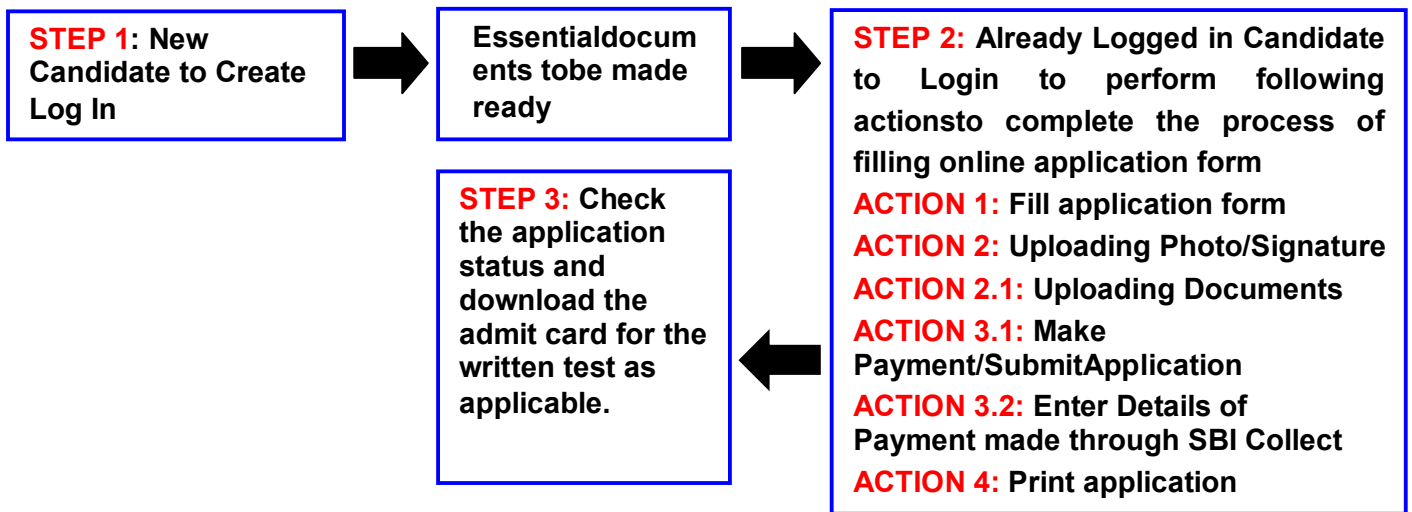 STEP 1: New
Candidate to Create
Log In
Essentialdocum
ents tobe made
ready
STEP 2: Already Logged in Candidate
to Login to perform following
actionsto complete the process of
filling online application form
ACTION 1: Fill application form
ACTION 2: Uploading Photo/Signature
ACTION 2.1: Uploading Documents
ACTION 3.1: Make
Payment/SubmitApplication
ACTION 3.2: Enter Details of
Payment made through SBI Collect
ACTION 4: Print application
STEP 3: Check
the application
status and
download the
admit card for the
written test as
applicable.